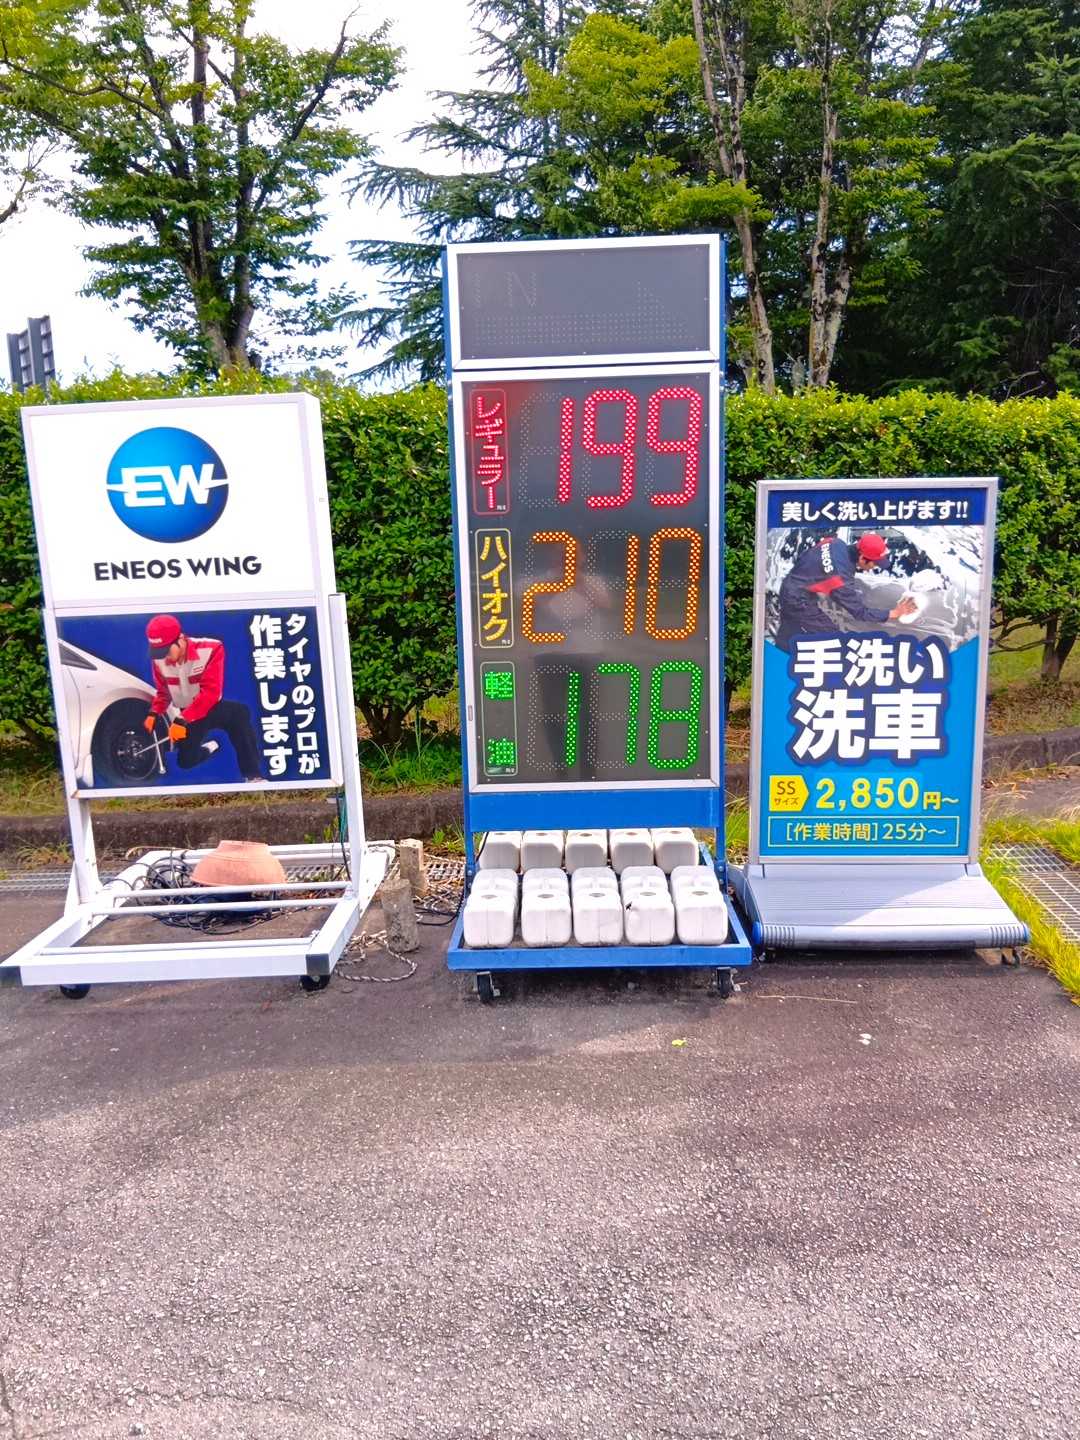 EW
ENEOS WING
タイヤのプロが
作業します
レギュラー 199
ハイオク 210
軽油 178
美しく洗い上げます!!
ENEOS
手洗い
洗車
SSサイズ 2,850円~
[作業時間]25分~